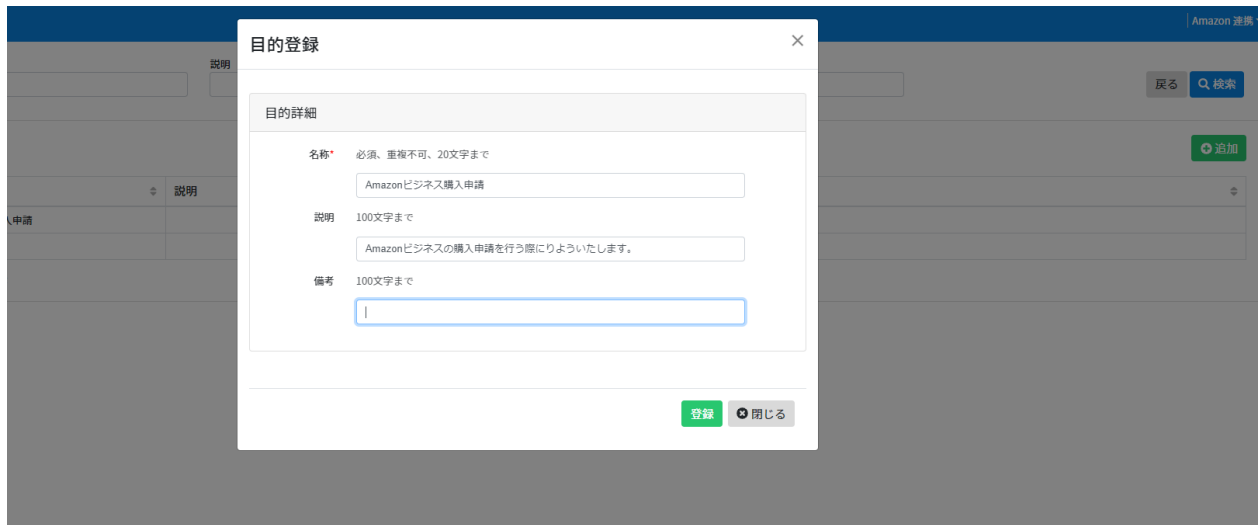 Amazon 連携
目的登録
説明
戻る
検索
目的詳細
追加
名称* 必須、重複不可、20文字まで
Amazonビジネス購入申請
説明
説明 100文字まで
入申請
Amazonビジネスの購入申請を行う際にりよういたします。
備考 100文字まで
登録
閉じる